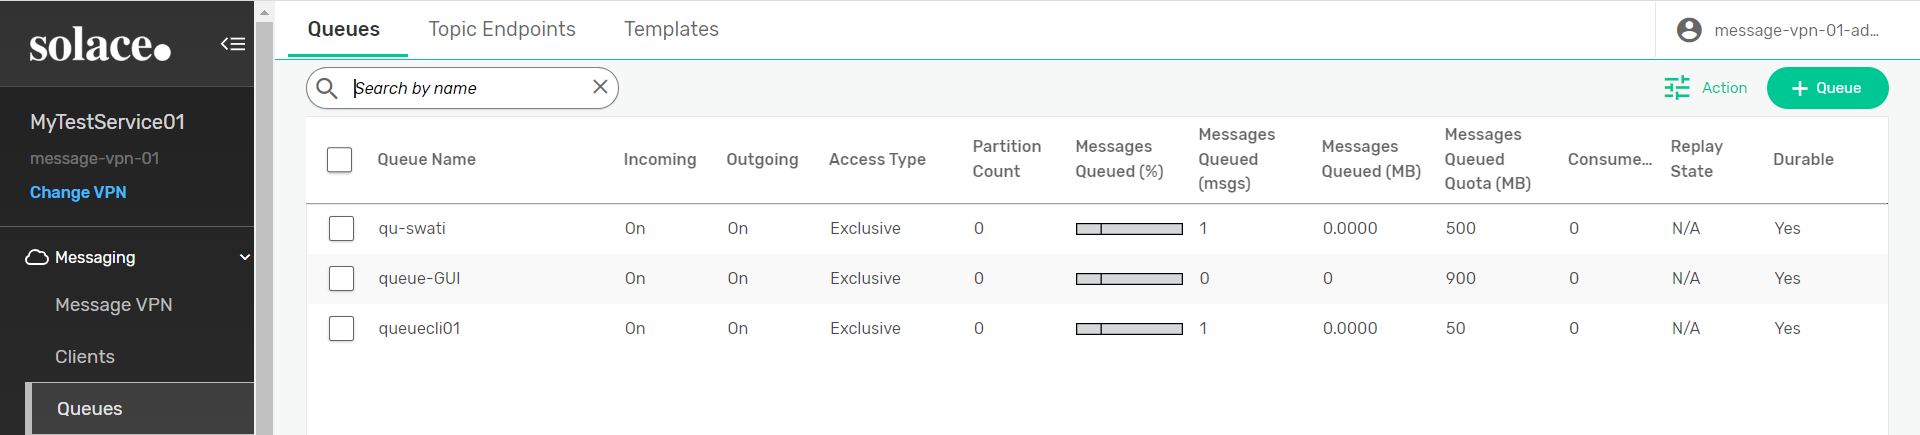 solace.
MyTestService01
message-vpn-01
Change VPN
Messaging
Message VPN
Clients
Queues
Queues Topic Endpoints Templates
message-vpn-01-ad...
Search by name
Action
+ Queue
Queue Name Incoming Outgoing Access Type Partition Count Messages Queued (%) Messages Queued (msgs) Messages Queued (MB) Messages Queued Quota (MB) Consume... Replay State Durable
qu-swati On On Exclusive 0 1 0.0000 500 0 N/A Yes
queue-GUI On On Exclusive 0 0 0 900 0 N/A Yes
queuecli01 On On Exclusive 0 1 0.0000 50 0 N/A Yes